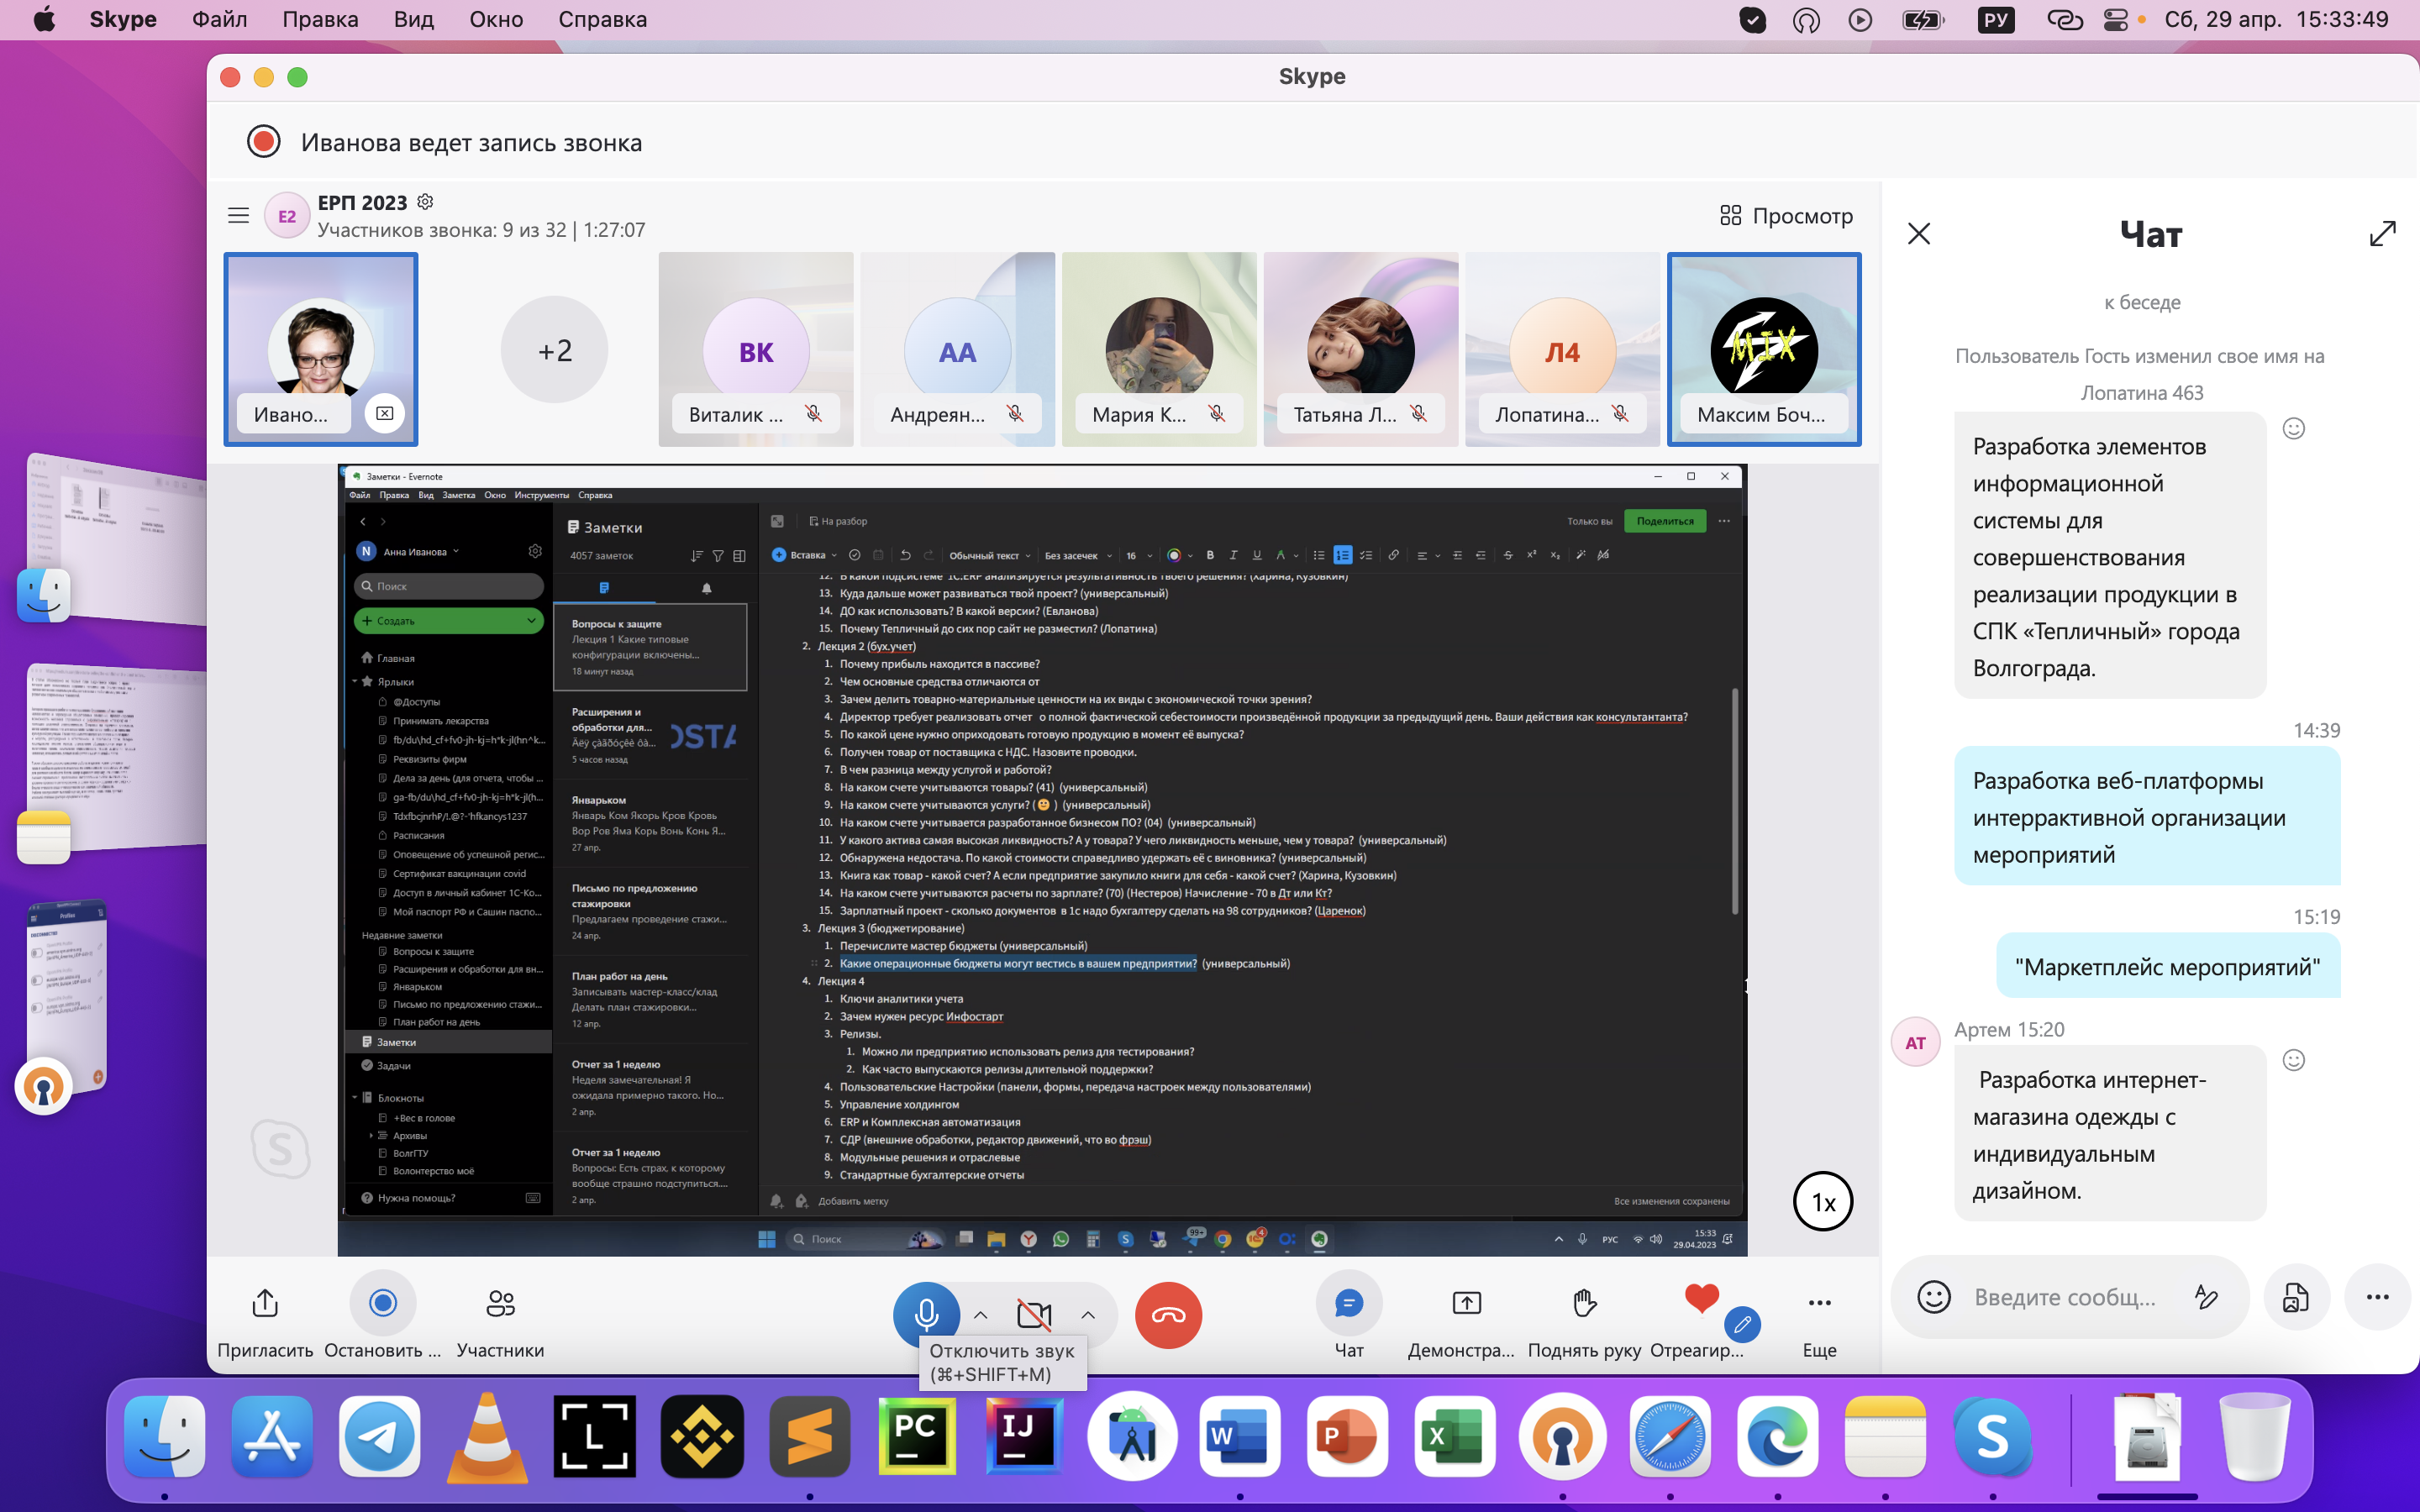 Skype
Файл
Правка
Вид
Окно
Справка
РУ
Сб, 29 апр. 15:33:49
Skype
Иванова ведет запись звонка
E2
ЕРП 2023
Участников звонка: 9 из 32 | 1:27:07
Просмотр
Ивано...
+2
ВК
Виталик ...
АА
Андреян...
Мария К...
Татьяна Л...
Л4
Лопатина...
MIX
Максим Боч...
Заметки - Evernote
Файл Правка Вид Заметка Окно Инструменты Справка
N Анна Иванова
Поиск
Создать
Главная
Ярлыки
@Доступы
Принимать лекарства
fb/du\hd_cf+fv0-jh-kj=h*k-jl(hn^k...
Реквизиты фирм
Дела за день (для отчета, чтобы ...
ga-fb/du\hd_cf+fv0-jh-kj=h*k-jl(h...
Расписания
Оповещение об успешной регис...
Сертификат вакцинации covid
Доступ в личный кабинет 1С-Ко...
Мой паспорт РФ и Сашин паспо...
Недавние заметки
Вопросы к защите
Расширения и обработки для вн...
Январьком
Письмо по предложению стажи...
План работ на день
Заметки
Задачи
Блокноты
+Вес в голове
Архивы
ВолгГТУ
Волонтерство моё
Нужна помощь?
Заметки
4057 заметок
Вопросы к защите
Лекция 1 Какие типовые
конфигурации включены...
18 минут назад
Расширения и
обработки для...
5 часов назад
Январьком
Январь Ком Якорь Кров Кровь
Вор Ров Яма Корь Вонь Конь Я...
27 апр.
Письмо по предложению
стажировки
Предлагаем проведение стажи...
24 апр.
План работ на день
Записывать мастер-класс/клад
Делать план стажировки...
12 апр.
Отчет за 1 неделю
Неделя замечательная! Я
ожидала примерно такого. Но...
2 апр.
Отчет за 1 неделю
Вопросы: Есть страх, к которому
вообще страшно подступиться....
2 апр.
На разбор
Только вы
Поделиться
Вставка
Обычный текст
Без засечек
16
12. В какой подсистеме 1С:ERP анализируется результативность твоего решения? (Харина, Кузовкин)
13. Куда дальше может развиваться твой проект? (универсальный)
14. ДО как использовать? В какой версии? (Евланова)
15. Почему Тепличный до сих пор сайт не разместил? (Лопатина)
2. Лекция 2 (бух.учет)
1. Почему прибыль находится в пассиве?
2. Чем основные средства отличаются от
3. Зачем делить товарно-материальные ценности на их виды с экономической точки зрения?
4. Директор требует реализовать отчет о полной фактической себестоимости произведённой продукции за предыдущий день. Ваши действия как консультантанта?
5. По какой цене нужно оприходовать готовую продукцию в момент её выпуска?
6. Получен товар от поставщика с НДС. Назовите проводки.
7. В чем разница между услугой и работой?
8. На каком счете учитываются товары? (41) (универсальный)
9. На каком счете учитываются услуги? (🙂 ) (универсальный)
10. На каком счете учитывается разработанное бизнесом ПО? (04) (универсальный)
11. У какого актива самая высокая ликвидность? А у товара? У чего ликвидность меньше, чем у товара? (универсальный)
12. Обнаружена недостача. По какой стоимости справедливо удержать её с виновника? (универсальный)
13. Книга как товар - какой счет? А если предприятие закупило книги для себя - какой счет? (Харина, Кузовкин)
14. На каком счете учитываются расчеты по зарплате? (70) (Нестеров) Начисление - 70 в Дт или Кт?
15. Зарплатный проект - сколько документов в 1с надо бухгалтеру сделать на 98 сотрудников? (Царенок)
3. Лекция 3 (бюджетирование)
1. Перечислите мастер бюджеты (универсальный)
2. Какие операционные бюджеты могут вестись в вашем предприятии? (универсальный)
4. Лекция 4
1. Ключи аналитики учета
2. Зачем нужен ресурс Инфостарт
3. Релизы.
1. Можно ли предприятию использовать релиз для тестирования?
2. Как часто выпускаются релизы длительной поддержки?
4. Пользовательские Настройки (панели, формы, передача настроек между пользователями)
5. Управление холдингом
6. ERP и Комплексная автоматизация
7. СДР (внешние обработки, редактор движений, что во фрэш)
8. Модульные решения и отраслевые
9. Стандартные бухгалтерские отчеты
Добавить метку
Все изменения сохранены
Поиск
99+
РУС
15:33
29.04.2023
1x
Чат
к беседе
Пользователь Гость изменил свое имя на
Лопатина 463
Разработка элементов
информационной
системы для
совершенствования
реализации продукции в
СПК «Тепличный» города
Волгограда.
14:39
Разработка веб-платформы
интеррактивной организации
мероприятий
15:19
"Маркетплейс мероприятий"
АТ
Артем 15:20
Разработка интернет-
магазина одежды с
индивидуальным
дизайном.
Введите сообщ...
Пригласить
Остановить ...
Участники
Отключить звук
(⌘+SHIFT+M)
Чат
Демонстра...
Поднять руку
Отреагир...
Еще
L
PC
IJ
W
P
X
S